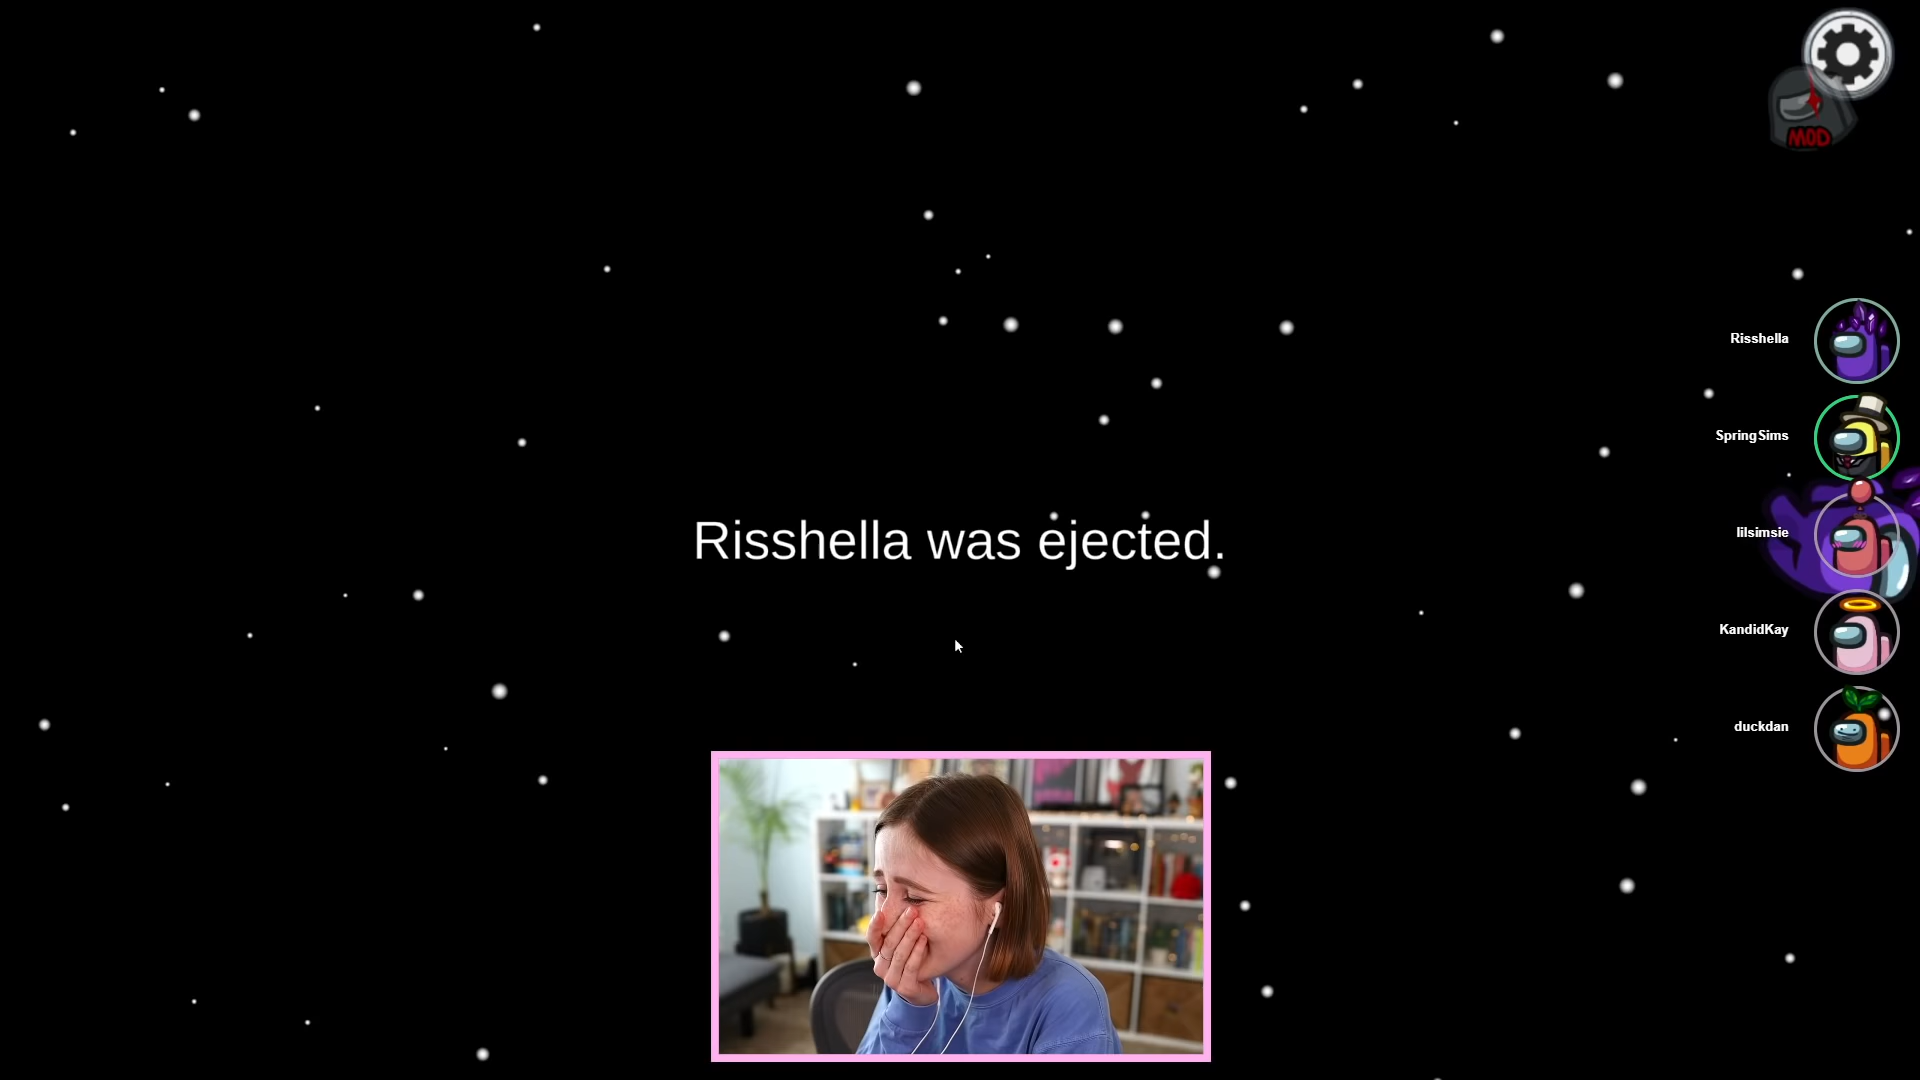 MOD
Risshella
SpringSims
lilsimsie
Risshella was ejected.
KandidKay
duckdan